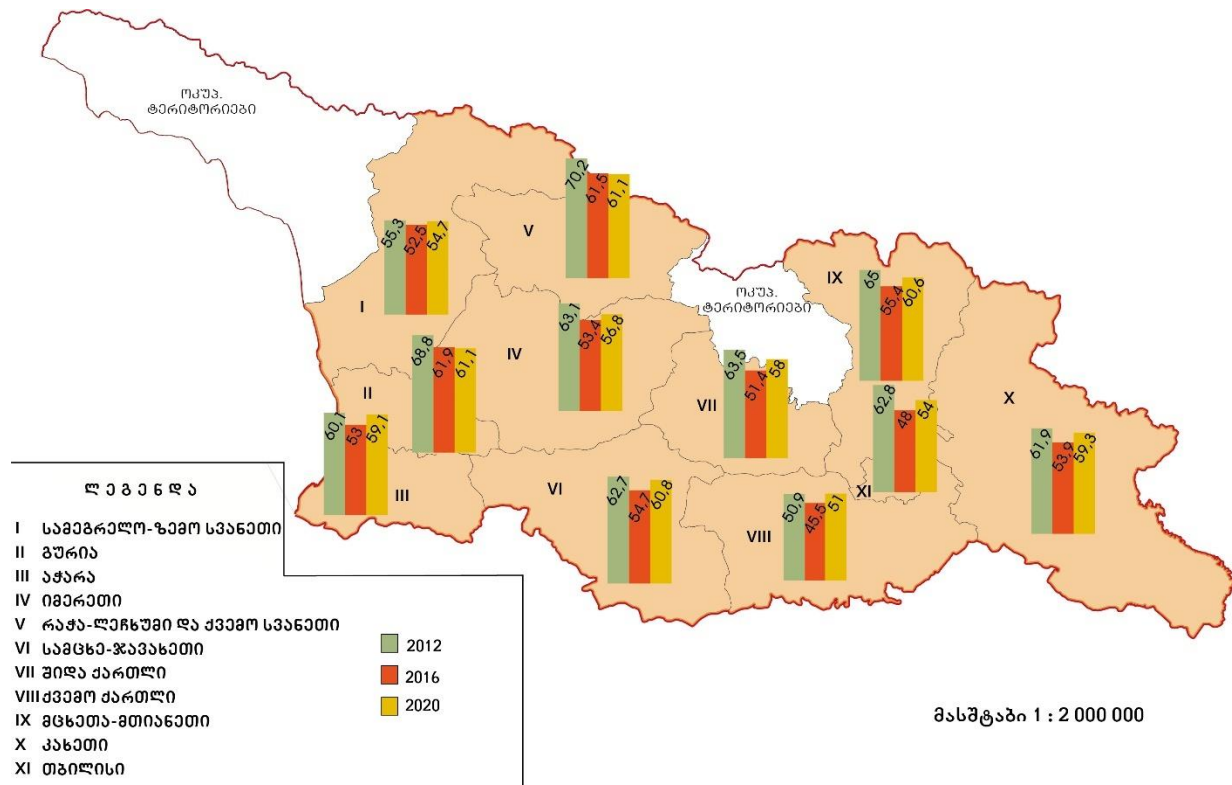 ოკუპ.
ტერიტორიები
70,2
61,5
61,1
V
55,3
52,5
54,7
I
ოკუპ.
ტერიტორიები
IX
65
55,4
60,6
63,1
53,4
56,8
IV
68,8
61,9
61,1
II
63,5
51,4
58
VII
62,8
48
54
XI
X
61,9
53,9
59,3
60,1
53
59,1
III
VI
62,7
54,7
60,8
VIII
50,9
45,5
51
ლეგენდა
I სამეგრელო-ზემო სვანეთი
II გურია
III აჭარა
IV იმერეთი
V რაჭა-ლეჩხუმი და ქვემო სვანეთი
VI სამცხე-ჯავახეთი
VII შიდა ქართლი
VIII ქვემო ქართლი
IX მცხეთა-მთიანეთი
X კახეთი
XI თბილისი
2012
2016
2020
მასშტაბი 1 : 2 000 000